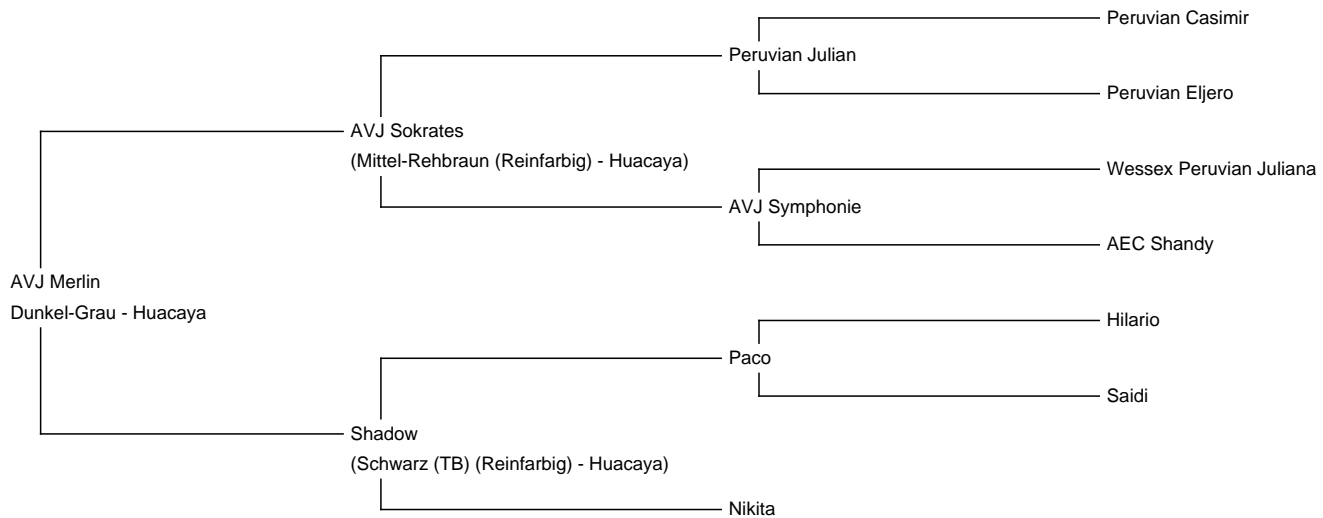 Peruvian Casimir
Peruvian Julian
Peruvian Eljero
AVJ Sokrates
(Mittel-Rehbraun (Reinfarbig) - Huacaya)
Wessex Peruvian Juliana
AVJ Symphonie
AEC Shandy
AVJ Merlin
Dunkel-Grau - Huacaya
Hilario
Paco
Saidi
Shadow
(Schwarz (TB) (Reinfarbig) - Huacaya)
Nikita